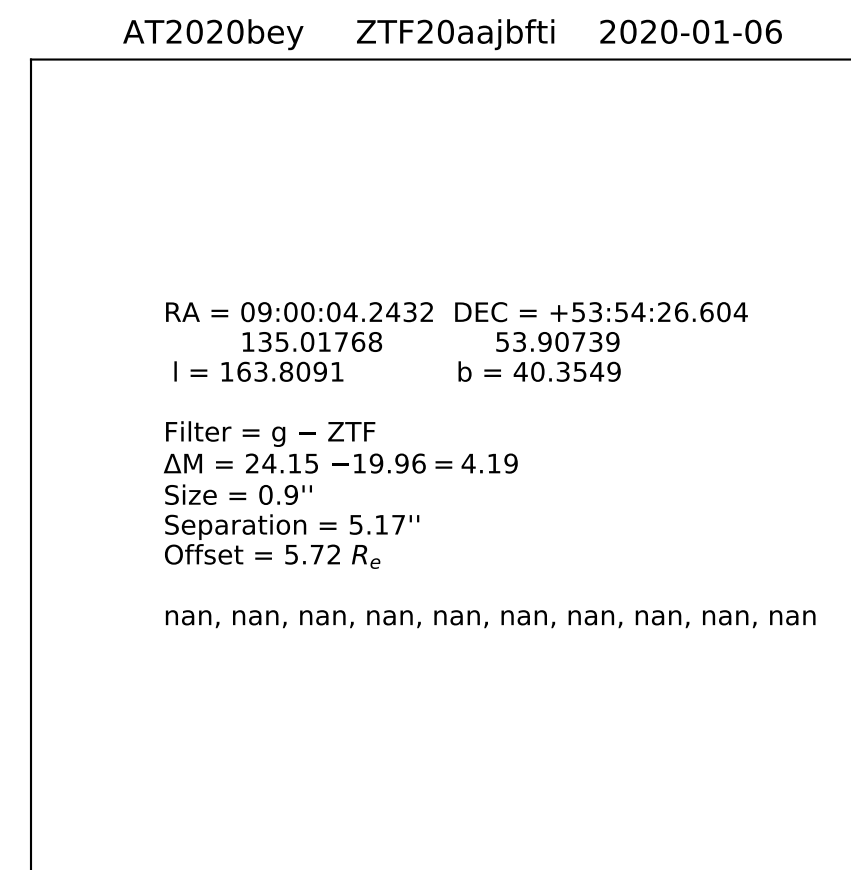 AT2020bey ZTF20aajbfti 2020-01-06
RA = 09:00:04.2432 DEC = +53:54:26.604
135.01768 53.90739
l = 163.8091 b = 40.3549
Filter = g − ZTF
ΔM = 24.15 −19.96 = 4.19
Size = 0.9''
Separation = 5.17''
Offset = 5.72 Re
nan, nan, nan, nan, nan, nan, nan, nan, nan, nan